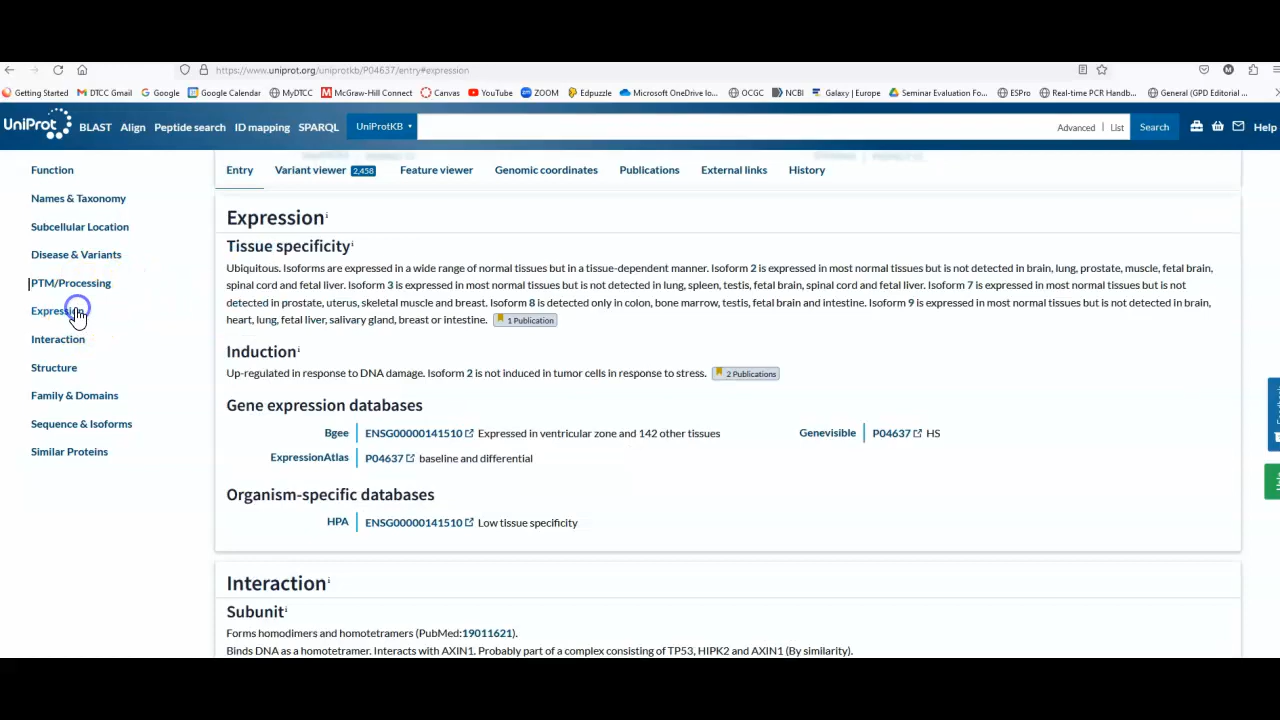 https://www.uniprot.org/uniprotkb/P04637/entry#expression
Getting Started DTCC Gmail Google Google Calendar MyDTCC McGraw-Hill Connect Canvas YouTube ZOOM Edpuzzle Microsoft OneDrive lo... OCGC NCBI Galaxy | Europe Seminar Evaluation Fo... ESPro Real-time PCR Handb... General (GPD Editorial ...
UniProt BLAST Align Peptide search ID mapping SPARQL UniProtKB Advanced | List Search Help
Function
Names & Taxonomy
Subcellular Location
Disease & Variants
PTM/Processing
Expression
Interaction
Structure
Family & Domains
Sequence & Isoforms
Similar Proteins
Entry Variant viewer 2,458 Feature viewer Genomic coordinates Publications External links History
Expression i
Tissue specificity i
Ubiquitous. Isoforms are expressed in a wide range of normal tissues but in a tissue-dependent manner. Isoform 2 is expressed in most normal tissues but is not detected in brain, lung, prostate, muscle, fetal brain,
spinal cord and fetal liver. Isoform 3 is expressed in most normal tissues but is not detected in lung, spleen, testis, fetal brain, spinal cord and fetal liver. Isoform 7 is expressed in most normal tissues but is not
detected in prostate, uterus, skeletal muscle and breast. Isoform 8 is detected only in colon, bone marrow, testis, fetal brain and intestine. Isoform 9 is expressed in most normal tissues but is not detected in brain,
heart, lung, fetal liver, salivary gland, breast or intestine. 1 Publication
Induction i
Up-regulated in response to DNA damage. Isoform 2 is not induced in tumor cells in response to stress. 2 Publications
Gene expression databases
Bgee ENSG00000141510 Expressed in ventricular zone and 142 other tissues Genevisible P04637 HS
ExpressionAtlas P04637 baseline and differential
Organism-specific databases
HPA ENSG00000141510 Low tissue specificity
Interaction i
Subunit i
Forms homodimers and homotetramers (PubMed:19011621).
Binds DNA as a homotetramer. Interacts with AXIN1. Probably part of a complex consisting of TP53, HIPK2 and AXIN1 (By similarity).